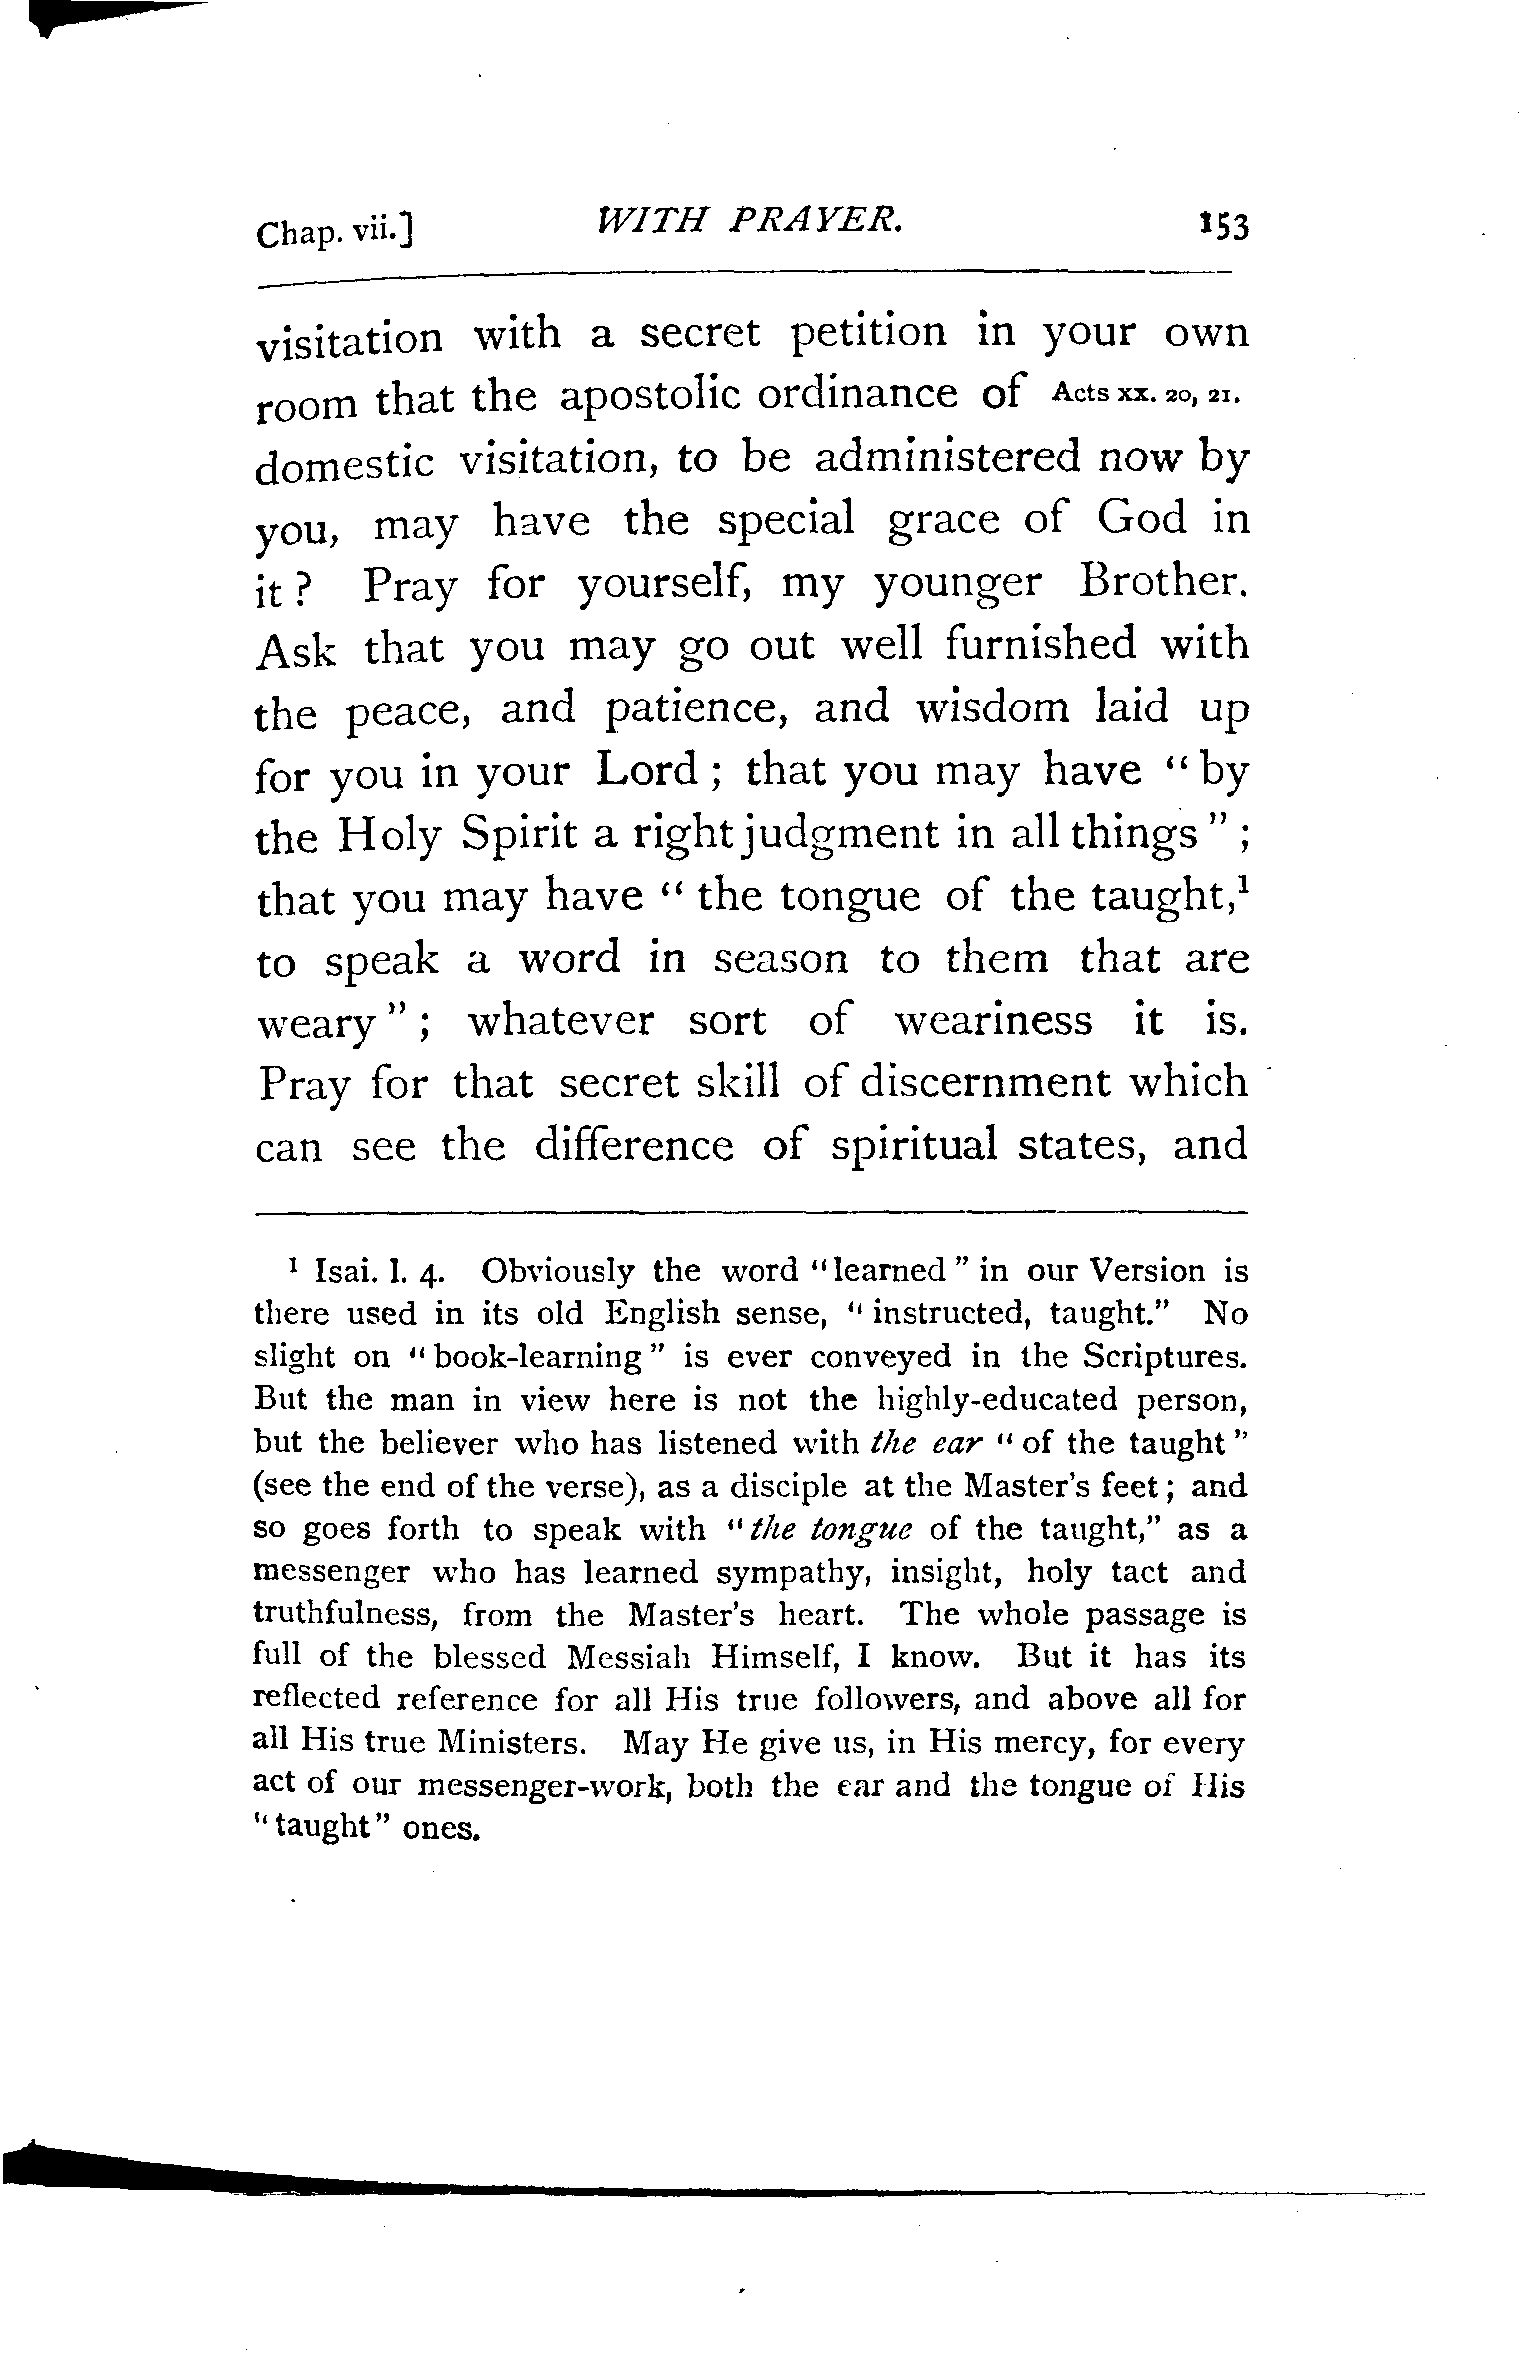 Chap. vii.] WITH PRAYER. 153
visitation with a secret petition in your own
room that the apostolic ordinance of Acts xx. 20, 21.
domestic visitation, to be administered now by
you, may have the special grace of God in
it ? Pray for yourself, my younger Brother.
Ask that you may go out well furnished with
the peace, and patience, and wisdom laid up
for you in your Lord ; that you may have “ by
the Holy Spirit a right judgment in all things ” ;
that you may have “ the tongue of the taught,¹
to speak a word in season to them that are
weary ” ; whatever sort of weariness it is.
Pray for that secret skill of discernment which
can see the difference of spiritual states, and
¹ Isai. l. 4. Obviously the word “learned” in our Version is
there used in its old English sense, “ instructed, taught.” No
slight on “ book-learning ” is ever conveyed in the Scriptures.
But the man in view here is not the highly-educated person,
but the believer who has listened with the ear “ of the taught ”
(see the end of the verse), as a disciple at the Master’s feet ; and
so goes forth to speak with “ the tongue of the taught,” as a
messenger who has learned sympathy, insight, holy tact and
truthfulness, from the Master’s heart. The whole passage is
full of the blessed Messiah Himself, I know. But it has its
reflected reference for all His true followers, and above all for
all His true Ministers. May He give us, in His mercy, for every
act of our messenger-work, both the ear and the tongue of His
“ taught ” ones.